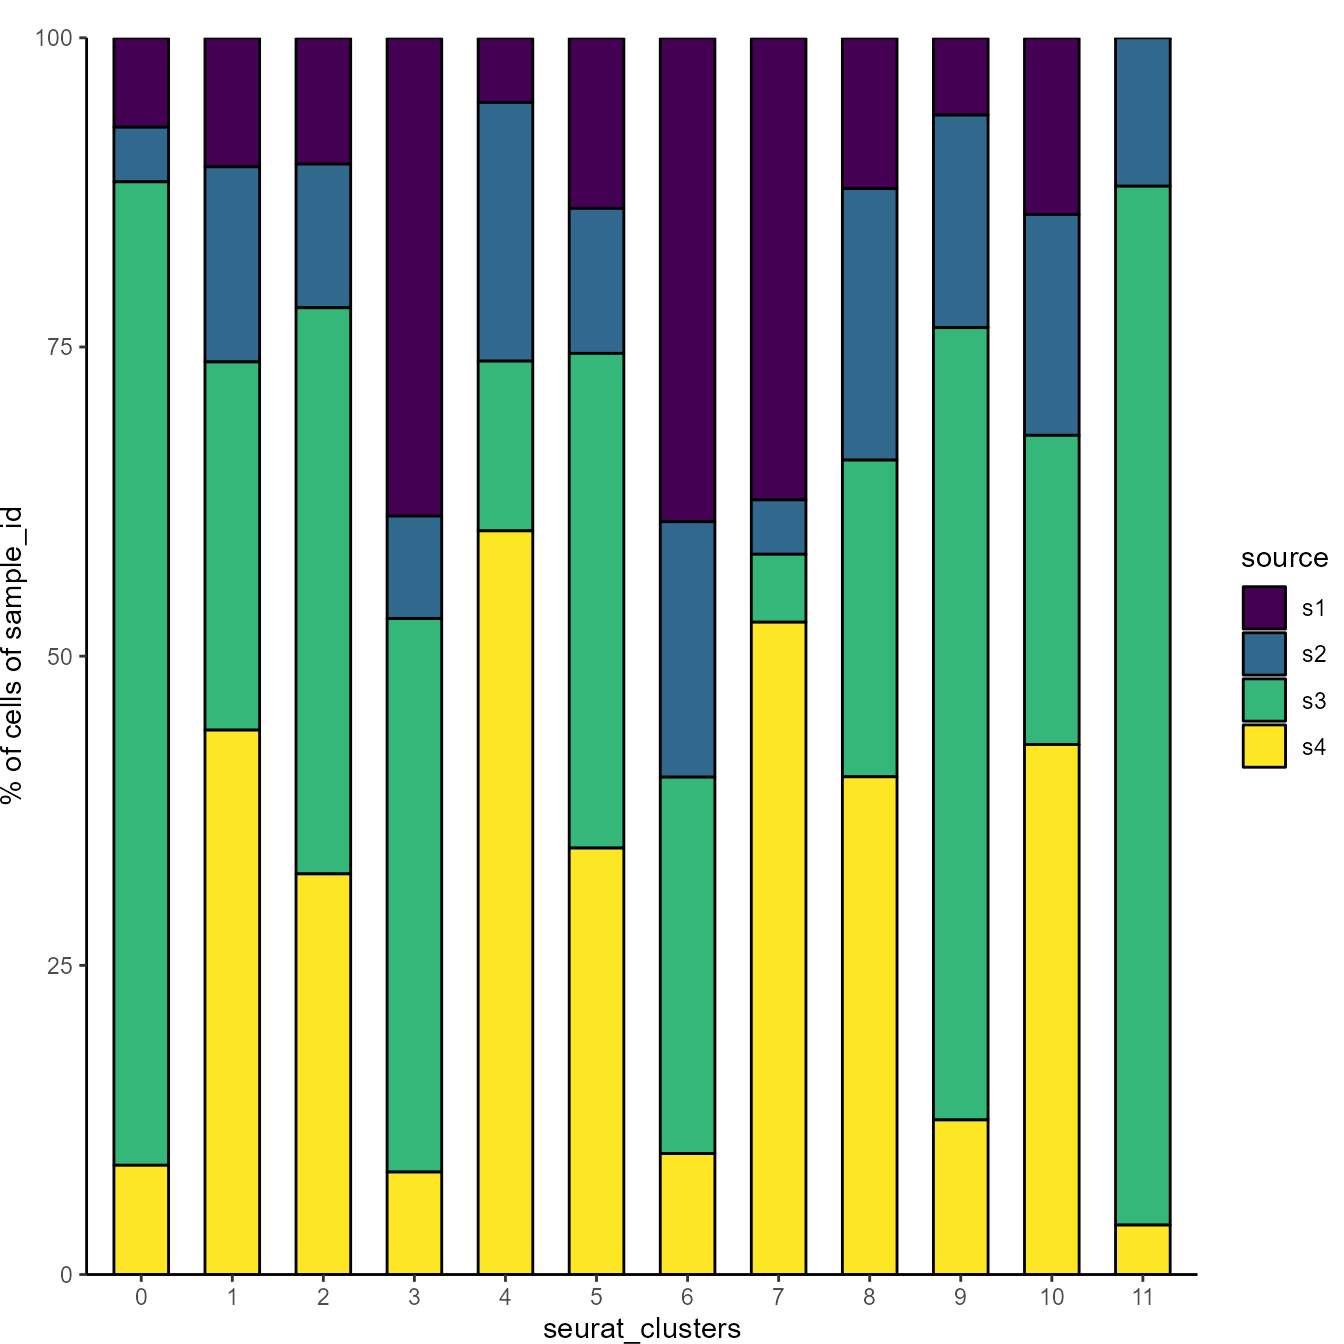 100
75
50
25
0
% of cells of sample_id
0 1 2 3 4 5 6 7 8 9 10 11
seurat_clusters
source
s1
s2
s3
s4